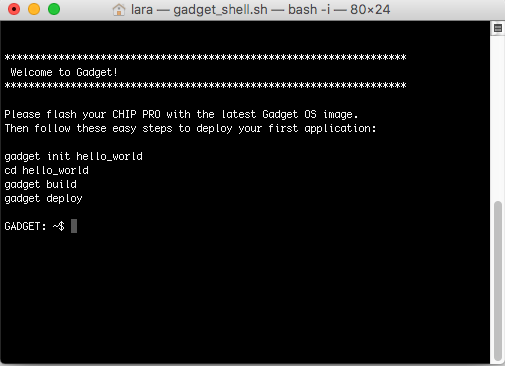 lara — gadget_shell.sh — bash -i — 80×24
*******************************************************************
Welcome to Gadget!
*******************************************************************
Please flash your CHIP PRO with the latest Gadget OS image.
Then follow these easy steps to deploy your first application:
gadget init hello_world
cd hello_world
gadget build
gadget deploy
GADGET: ~$